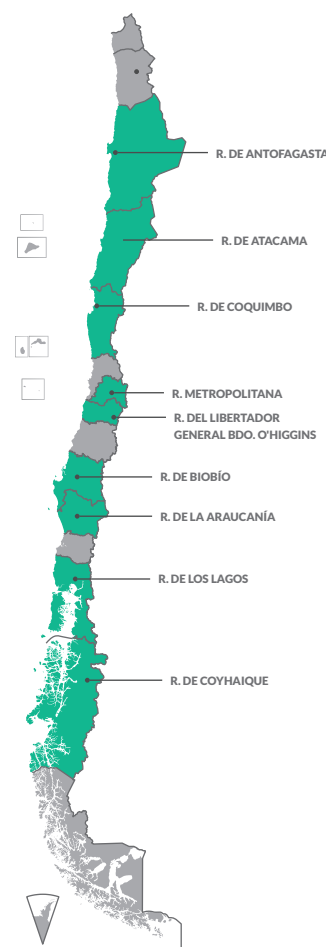 R. DE ANTOFAGASTA
R. DE ATACAMA
R. DE COQUIMBO
R. METROPOLITANA
R. DEL LIBERTADOR
GENERAL BDO. O'HIGGINS
R. DE BIOBÍO
R. DE LA ARAUCANÍA
R. DE LOS LAGOS
R. DE COYHAIQUE